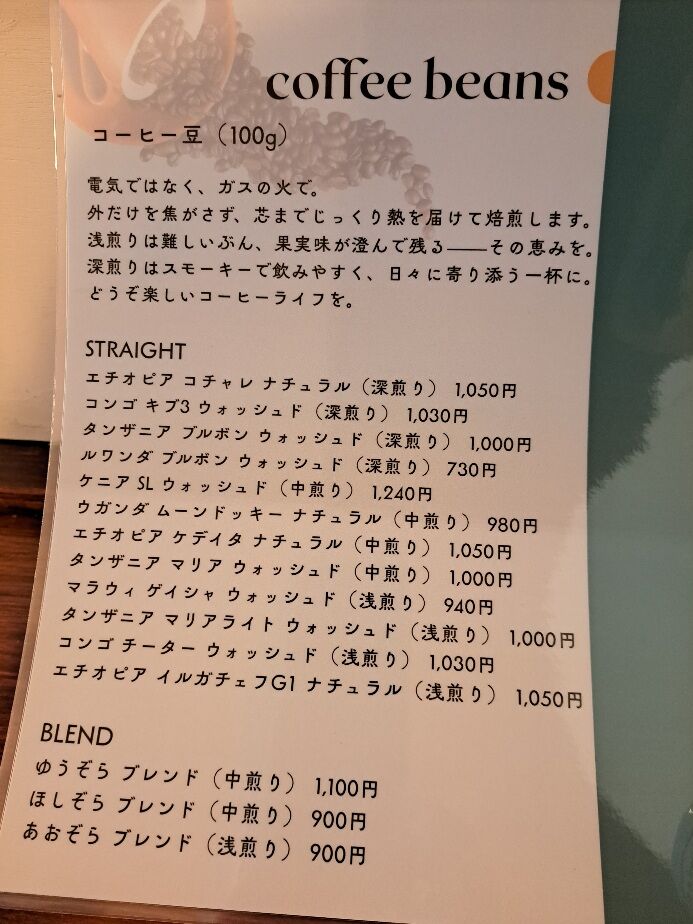 coffee beans
コーヒー豆（100g）
電気ではなく、ガスの火で。
外だけを焦がさず、芯までじっくり熱を届けて焙煎します。
浅煎りは難しいぶん、果実味が澄んで残る――その恵みを。
深煎りはスモーキーで飲みやすく、日々に寄り添う一杯に。
どうぞ楽しいコーヒーライフを。
STRAIGHT
エチオピア コチャレ ナチュラル（深煎り） 1,050円
コンゴ キブ3 ウォッシュド（深煎り） 1,030円
タンザニア ブルボン ウォッシュド（深煎り） 1,000円
ルワンダ ブルボン ウォッシュド（深煎り） 730円
ケニア SL ウォッシュド（中煎り） 1,240円
ウガンダ ムーンドッキー ナチュラル（中煎り） 980円
エチオピア ケデイタ ナチュラル（中煎り） 1,050円
タンザニア マリア ウォッシュド（中煎り） 1,000円
マラウィ ゲイシャ ウォッシュド（浅煎り） 940円
タンザニア マリアライト ウォッシュド（浅煎り） 1,000円
コンゴ チーター ウォッシュド（浅煎り） 1,030円
エチオピア イルガチェフG1 ナチュラル（浅煎り） 1,050円
BLEND
ゆうぞら ブレンド（中煎り） 1,100円
ほしぞら ブレンド（中煎り） 900円
あおぞら ブレンド（浅煎り） 900円